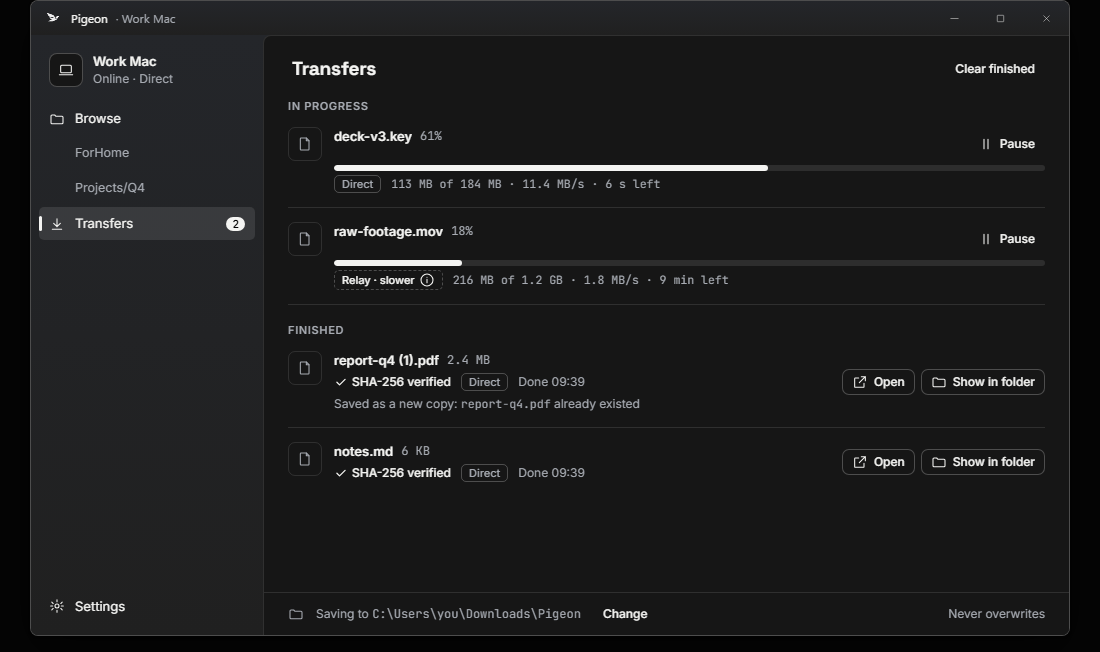 Pigeon · Work Mac
Work Mac
Online · Direct
Browse
ForHome
Projects/Q4
Transfers 2
Settings
Transfers
Clear finished
IN PROGRESS
deck-v3.key 61%
Pause
Direct 113 MB of 184 MB · 11.4 MB/s · 6 s left
raw-footage.mov 18%
Pause
Relay · slower 216 MB of 1.2 GB · 1.8 MB/s · 9 min left
FINISHED
report-q4 (1).pdf 2.4 MB
SHA-256 verified Direct Done 09:39
Open Show in folder
Saved as a new copy: report-q4.pdf already existed
notes.md 6 KB
Open Show in folder
SHA-256 verified Direct Done 09:39
Saving to C:\Users\you\Downloads\Pigeon Change
Never overwrites